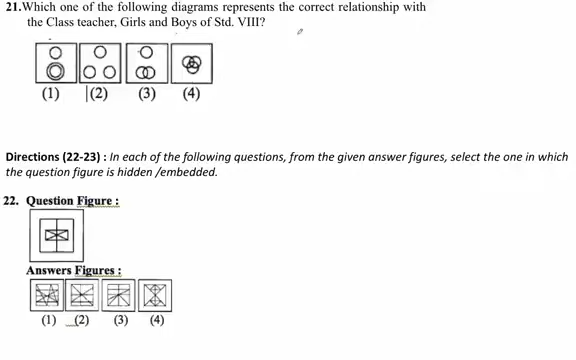 21.Which one of the following diagrams represents the correct relationship with
the Class teacher, Girls and Boys of Std. VIII?
(1) (2) (3) (4)
Directions (22-23) : In each of the following questions, from the given answer figures, select the one in which
the question figure is hidden /embedded.
22. Question Figure :
Answers Figures :
(1) (2) (3) (4)